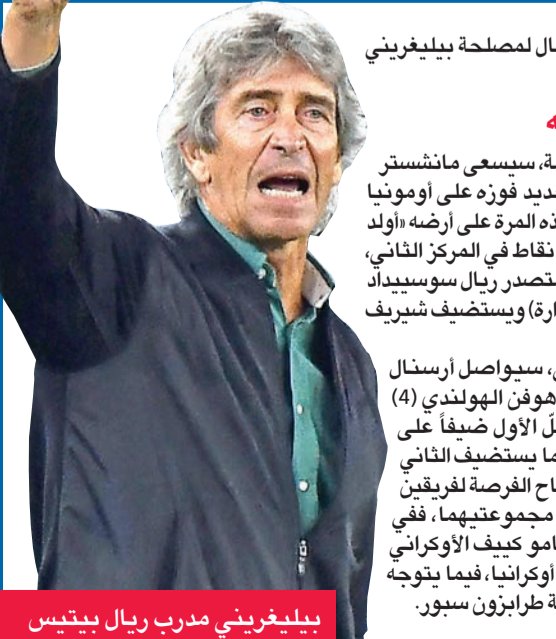 ال لمصلحة بيليغريني
ة، سيسعى مانشستر
ديد فوزه على أومونيا
ذه المرة على أرضه «أولد
نقاط في المركز الثاني،
تصدر ريال سوسييداد
ارة) ويستضيف شيريف
، سيواصل أرسنال
هوفن الهولندي (4)
لّ الأول ضيفاً على
ما يستضيف الثاني
اح الفرصة لفريقين
مجموعتيهما، ففي
امو كييف الأوكراني
أوكرانيا، فيما يتوجه
ة طرابزون سبور.
بيليغريني مدرب ريال بيتيس